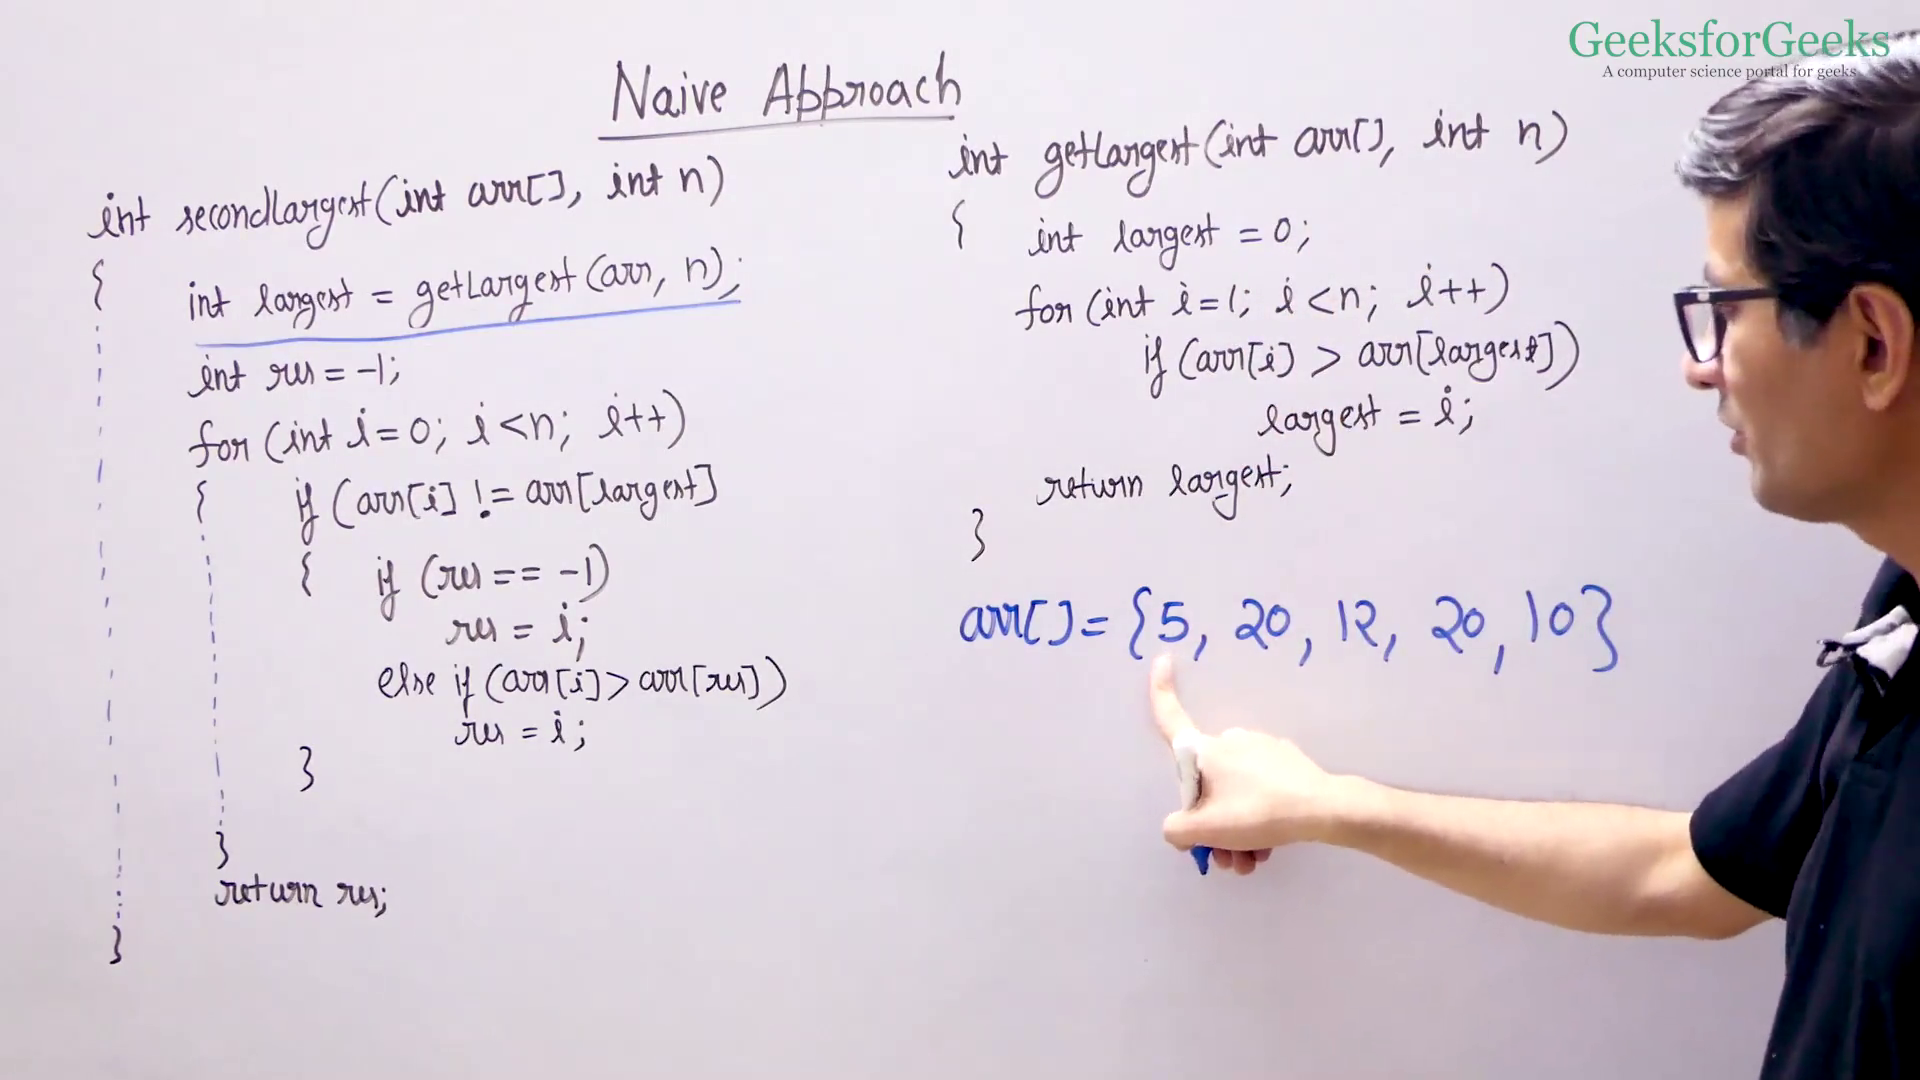 GeeksforGeeks
A computer science portal for geeks
Naive Approach
int secondLargest(int arr[], int n)
{
int largest = getLargest(arr, n);
int res = -1;
for (int i=0; i<n; i++)
{ if (arr[i] != arr[largest]
{ if (res == -1)
res = i;
else if (arr[i] > arr[res])
res = i;
}
}
return res;
}
int getLargest(int arr[], int n)
{ int largest = 0;
for (int i=1; i<n; i++)
if (arr[i] > arr[largest])
largest = i;
return largest;
}
arr[] = {5, 20, 12, 20, 10}